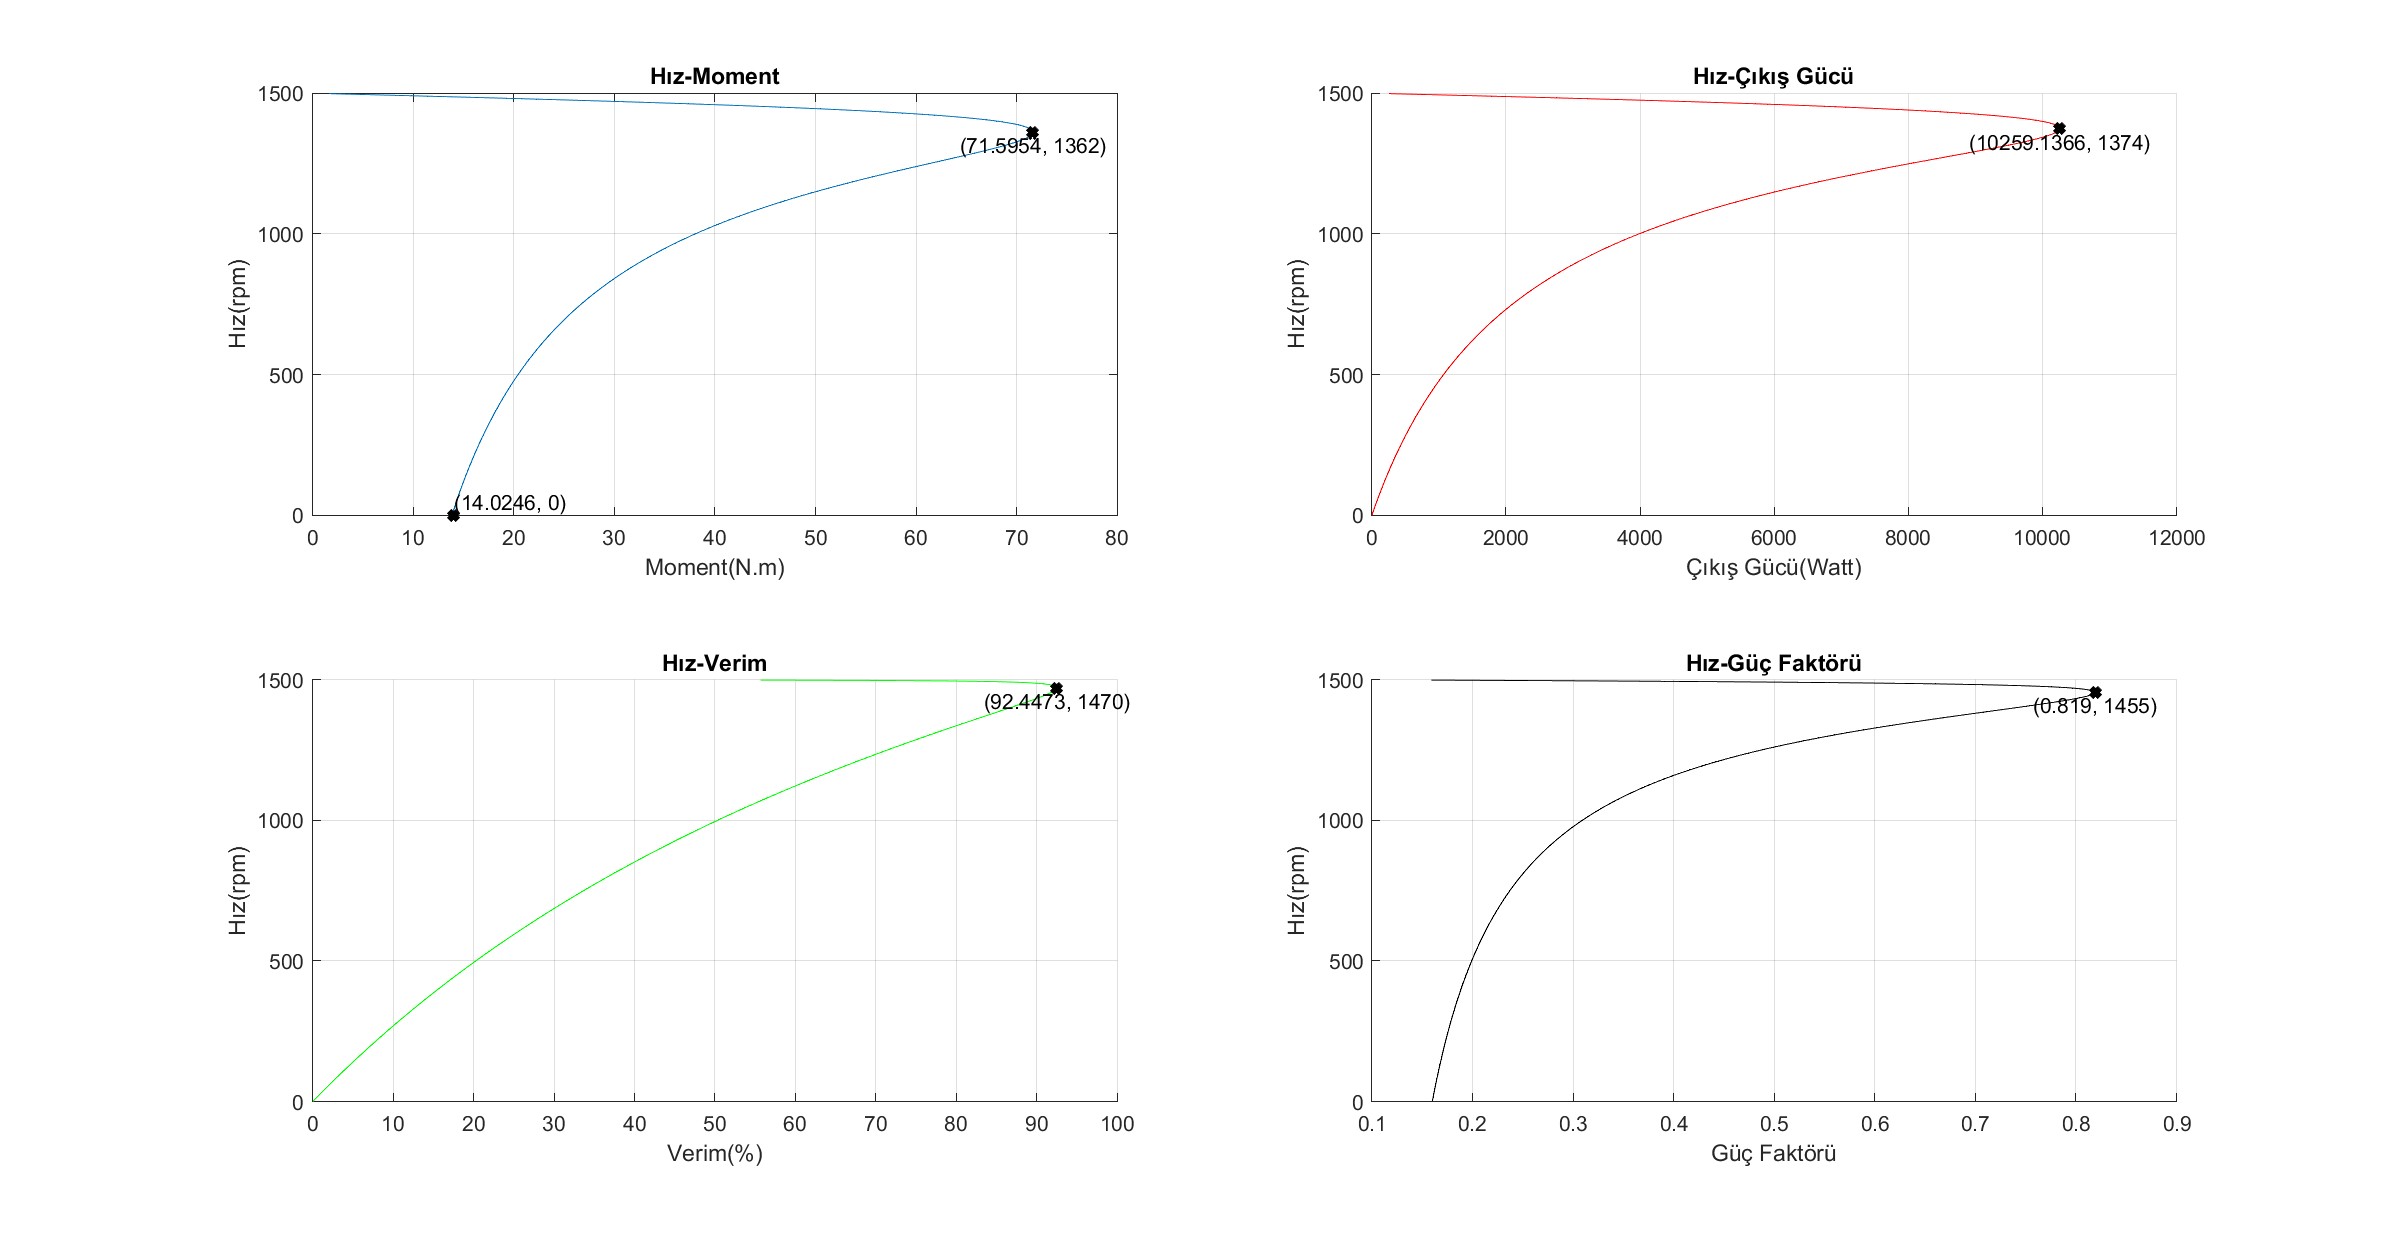 Hız-Moment
1500
1000
500
0
Hız(rpm)
(71.5954, 1362)
(14.0246, 0)
0 10 20 30 40 50 60 70 80
Moment(N.m)
Hız-Çıkış Gücü
1500
1000
500
0
Hız(rpm)
(10259.1366, 1374)
0 2000 4000 6000 8000 10000 12000
Çıkış Gücü(Watt)
Hız-Verim
1500
1000
500
0
Hız(rpm)
(92.4473, 1470)
0 10 20 30 40 50 60 70 80 90 100
Verim(%)
Hız-Güç Faktörü
1500
1000
500
0
Hız(rpm)
(0.819, 1455)
0.1 0.2 0.3 0.4 0.5 0.6 0.7 0.8 0.9
Güç Faktörü